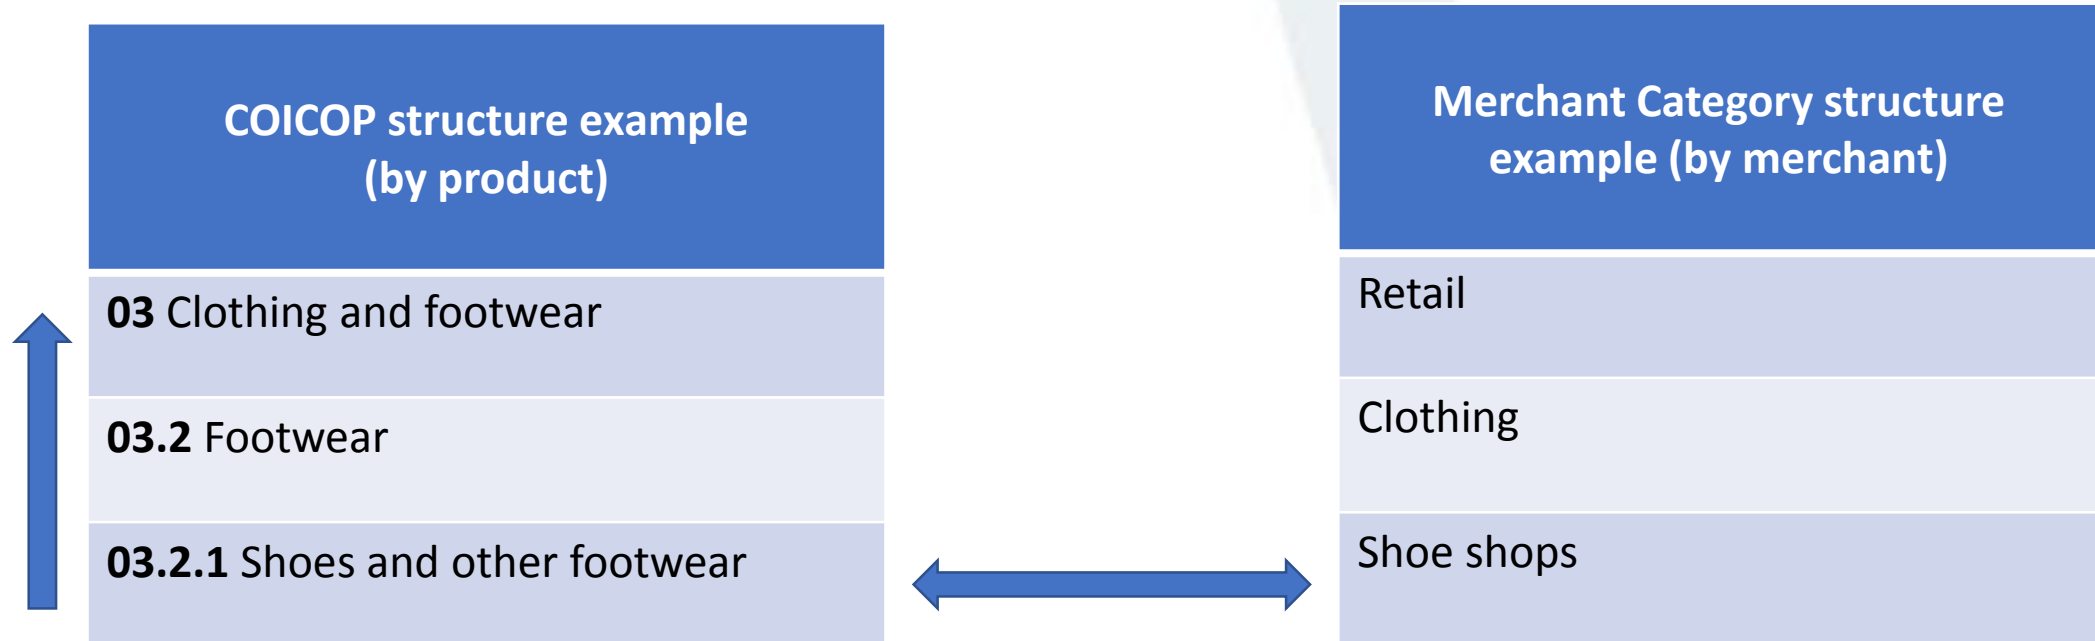 COICOP structure example
(by product)
03 Clothing and footwear
03.2 Footwear
03.2.1 Shoes and other footwear
Merchant Category structure
example (by merchant)
Retail
Clothing
Shoe shops